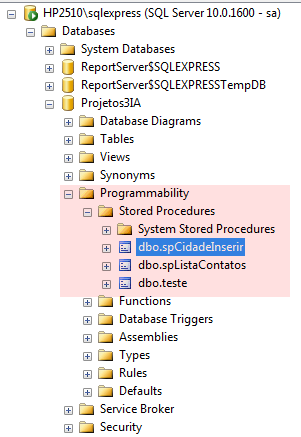 HP2510\sqlexpress (SQL Server 10.0.1600 - sa)
Databases
System Databases
ReportServer$SQLEXPRESS
ReportServer$SQLEXPRESSTempDB
Projetos3IA
Database Diagrams
Tables
Views
Synonyms
Programmability
Stored Procedures
System Stored Procedures
dbo.spCidadeInserir
dbo.spListaContatos
dbo.teste
Functions
Database Triggers
Assemblies
Types
Rules
Defaults
Service Broker
Security